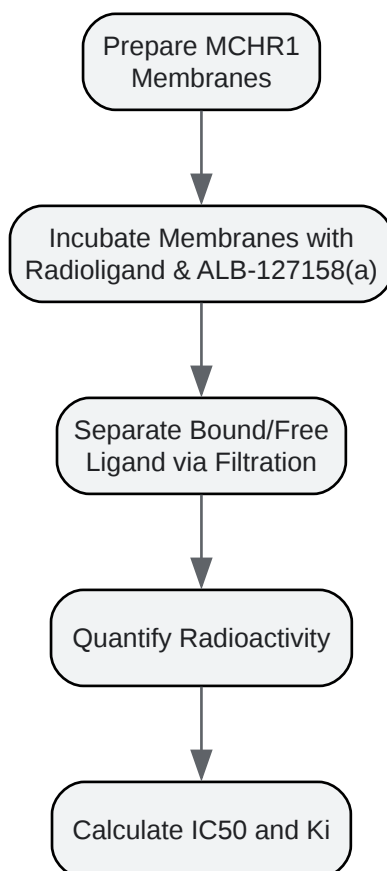 Prepare MCHR1
Membranes
Incubate Membranes with
Radioligand & ALB-127158(a)
Separate Bound/Free
Ligand via Filtration
Quantify Radioactivity
Calculate IC50 and Ki